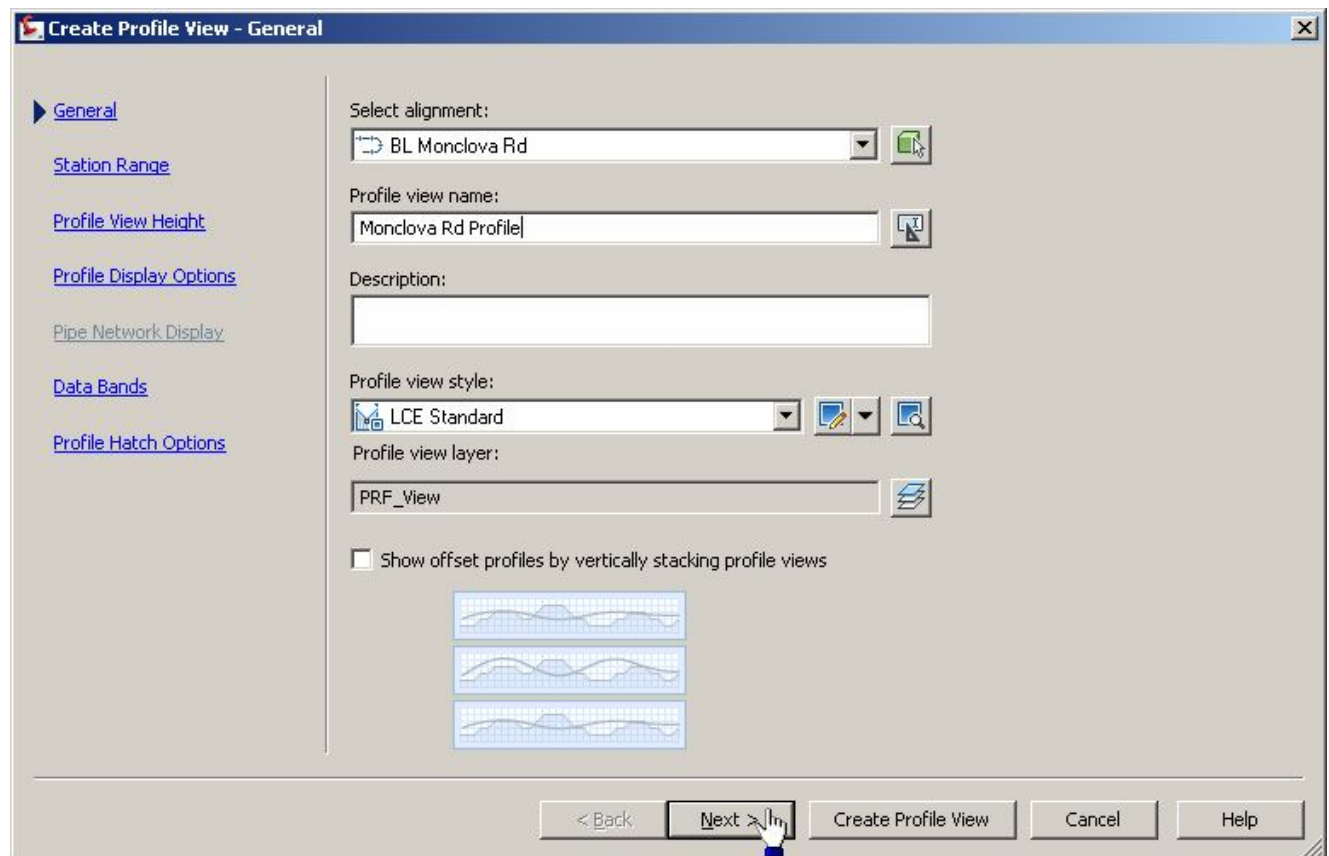 Create Profile View - General
General
Station Range
Profile View Height
Profile Display Options
Pipe Network Display
Data Bands
Profile Hatch Options
Select alignment:
BL Monclova Rd
Profile view name:
Monclova Rd Profile
Description:
Profile view style:
LCE Standard
Profile view layer:
PRF_View
Show offset profiles by vertically stacking profile views
< Back Next > Create Profile View Cancel Help